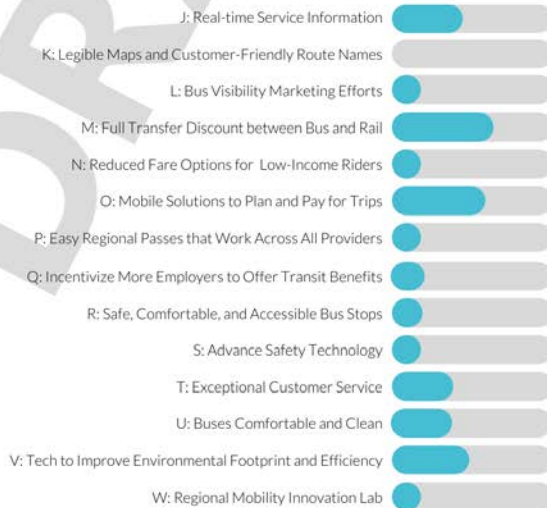 J: Real-time Service Information
K: Legible Maps and Customer-Friendly Route Names
L: Bus Visibility Marketing Efforts
M: Full Transfer Discount between Bus and Rail
N: Reduced Fare Options for Low-Income Riders
O: Mobile Solutions to Plan and Pay for Trips
P: Easy Regional Passes that Work Across All Providers
Q: Incentivize More Employers to Offer Transit Benefits
R: Safe, Comfortable, and Accessible Bus Stops
S: Advance Safety Technology
T: Exceptional Customer Service
U: Buses Comfortable and Clean
V: Tech to Improve Environmental Footprint and Efficiency
W: Regional Mobility Innovation Lab